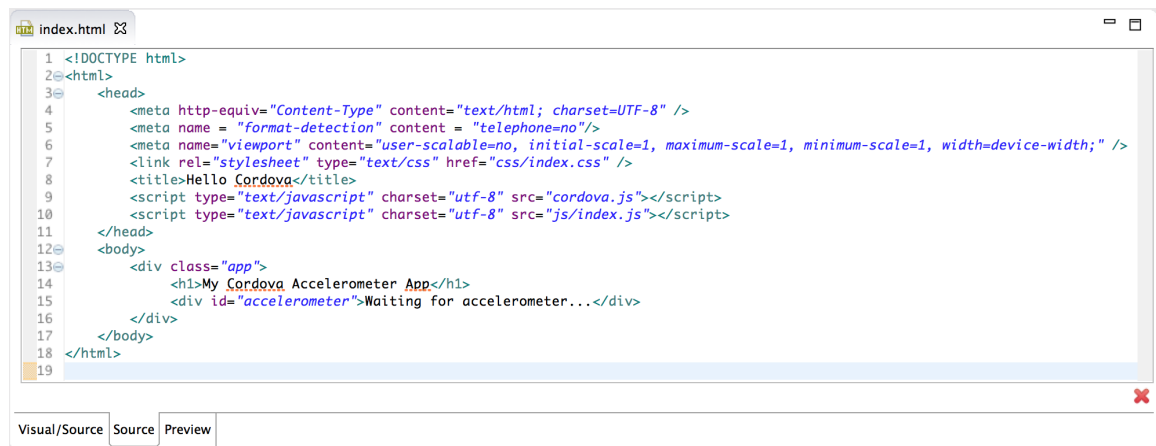 index.html
1 <!DOCTYPE html>
2 <html>
3 <head>
4 <meta http-equiv="Content-Type" content="text/html; charset=UTF-8" />
5 <meta name = "format-detection" content = "telephone=no"/>
6 <meta name="viewport" content="user-scalable=no, initial-scale=1, maximum-scale=1, minimum-scale=1, width=device-width;" />
7 <link rel="stylesheet" type="text/css" href="css/index.css" />
8 <title>Hello Cordova</title>
9 <script type="text/javascript" charset="utf-8" src="cordova.js"></script>
10 <script type="text/javascript" charset="utf-8" src="js/index.js"></script>
11 </head>
12 <body>
13 <div class="app">
14 <h1>My Cordova Accelerometer App</h1>
15 <div id="accelerometer">Waiting for accelerometer...</div>
16 </div>
17 </body>
18 </html>
19
Visual/Source Source Preview